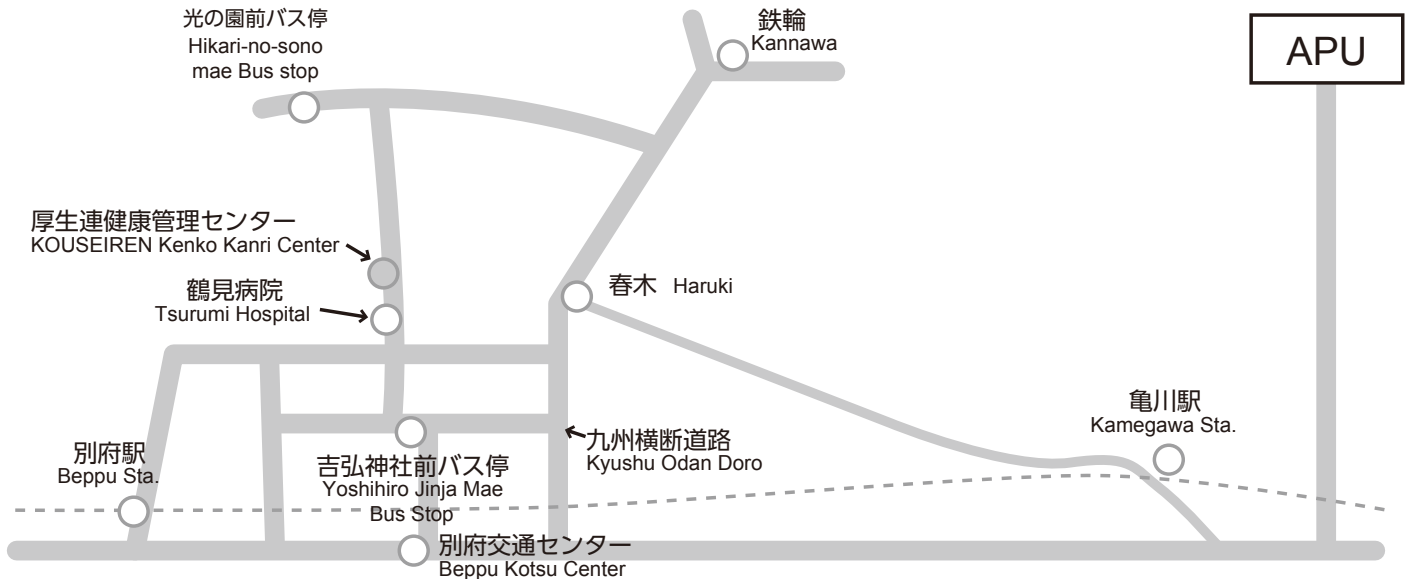 光の園前バス停
Hikari-no-sono
mae Bus stop
鉄輪
Kannawa
APU
厚生連健康管理センター
KOUSEIREN Kenko Kanri Center
鶴見病院
Tsurumi Hospital
春木 Haruki
亀川駅
Kamegawa Sta.
九州横断道路
Kyushu Odan Doro
別府駅
Beppu Sta.
吉弘神社前バス停
Yoshihiro Jinja Mae
Bus Stop
別府交通センター
Beppu Kotsu Center